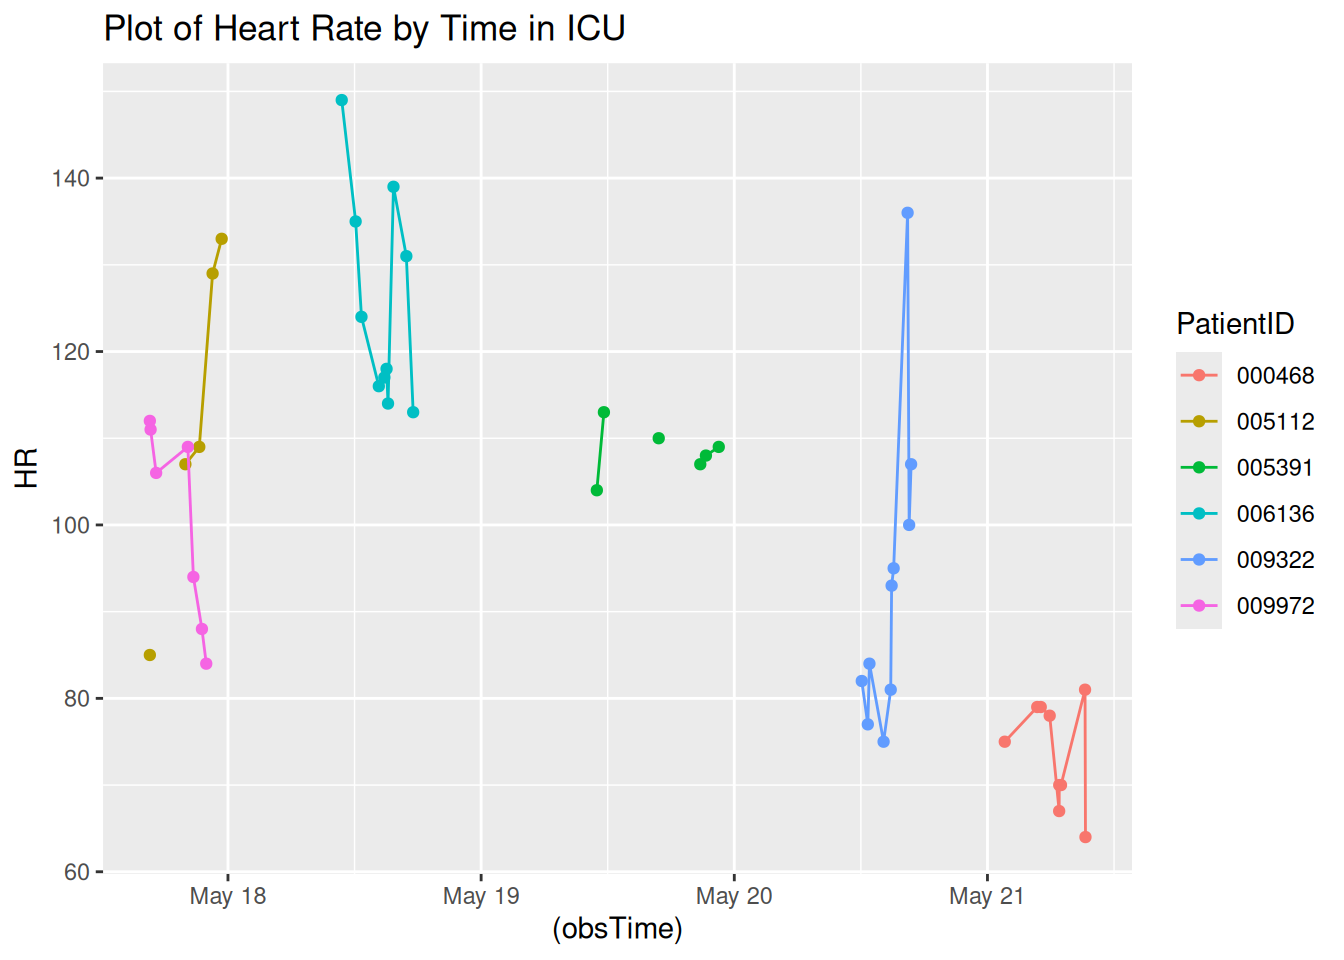 Plot of Heart Rate by Time in ICU
HR
140
120
100
80
60
May 18
May 19
May 20
May 21
(obsTime)
PatientID
000468
005112
005391
006136
009322
009972